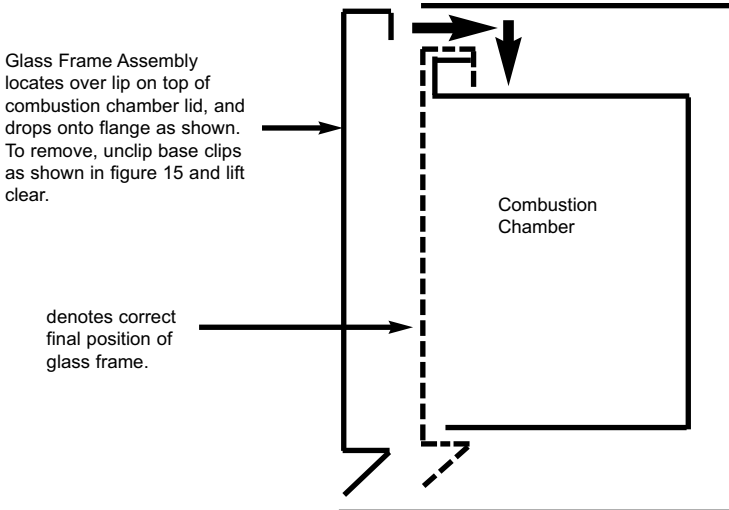 Glass Frame Assembly
locates over lip on top of
combustion chamber lid, and
drops onto flange as shown.
To remove, unclip base clips
as shown in figure 15 and lift
clear.
Combustion
Chamber
denotes correct
final position of
glass frame.